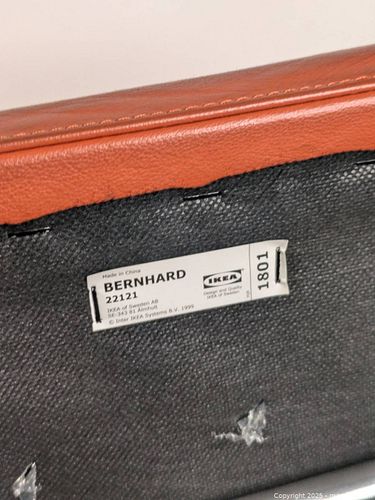 Made in China
BERNHARD
22121
IKEA of Sweden AB
SE-343 81 Älmhult
© Inter IKEA Systems B.V. 1999
IKEA
Design and Quality
IKEA of Sweden
1801
Copyright 2025 -